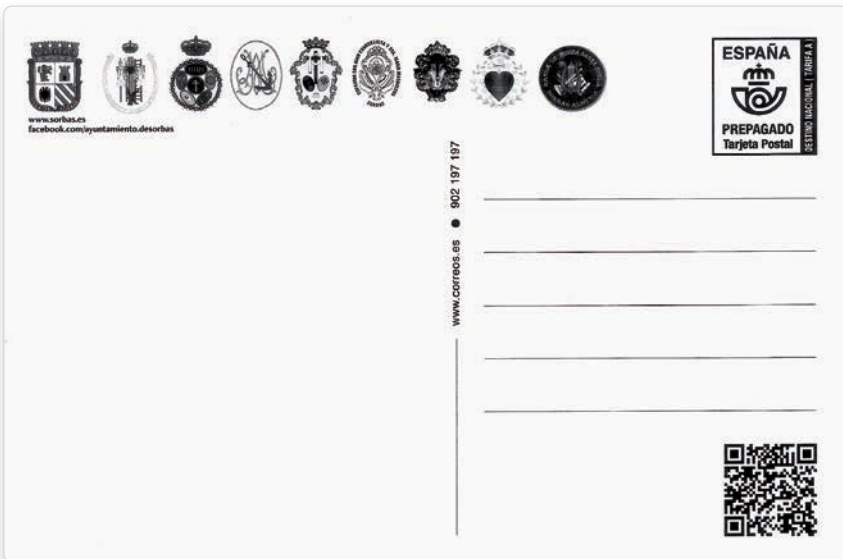 www.sorbas.es
facebook.com/ayuntamiento.desorbas
ESPAÑA
PREPAGADO
Tarjeta Postal
DESTINO NACIONAL ( TARIFA A )
www.correos.es ● 902 197 197